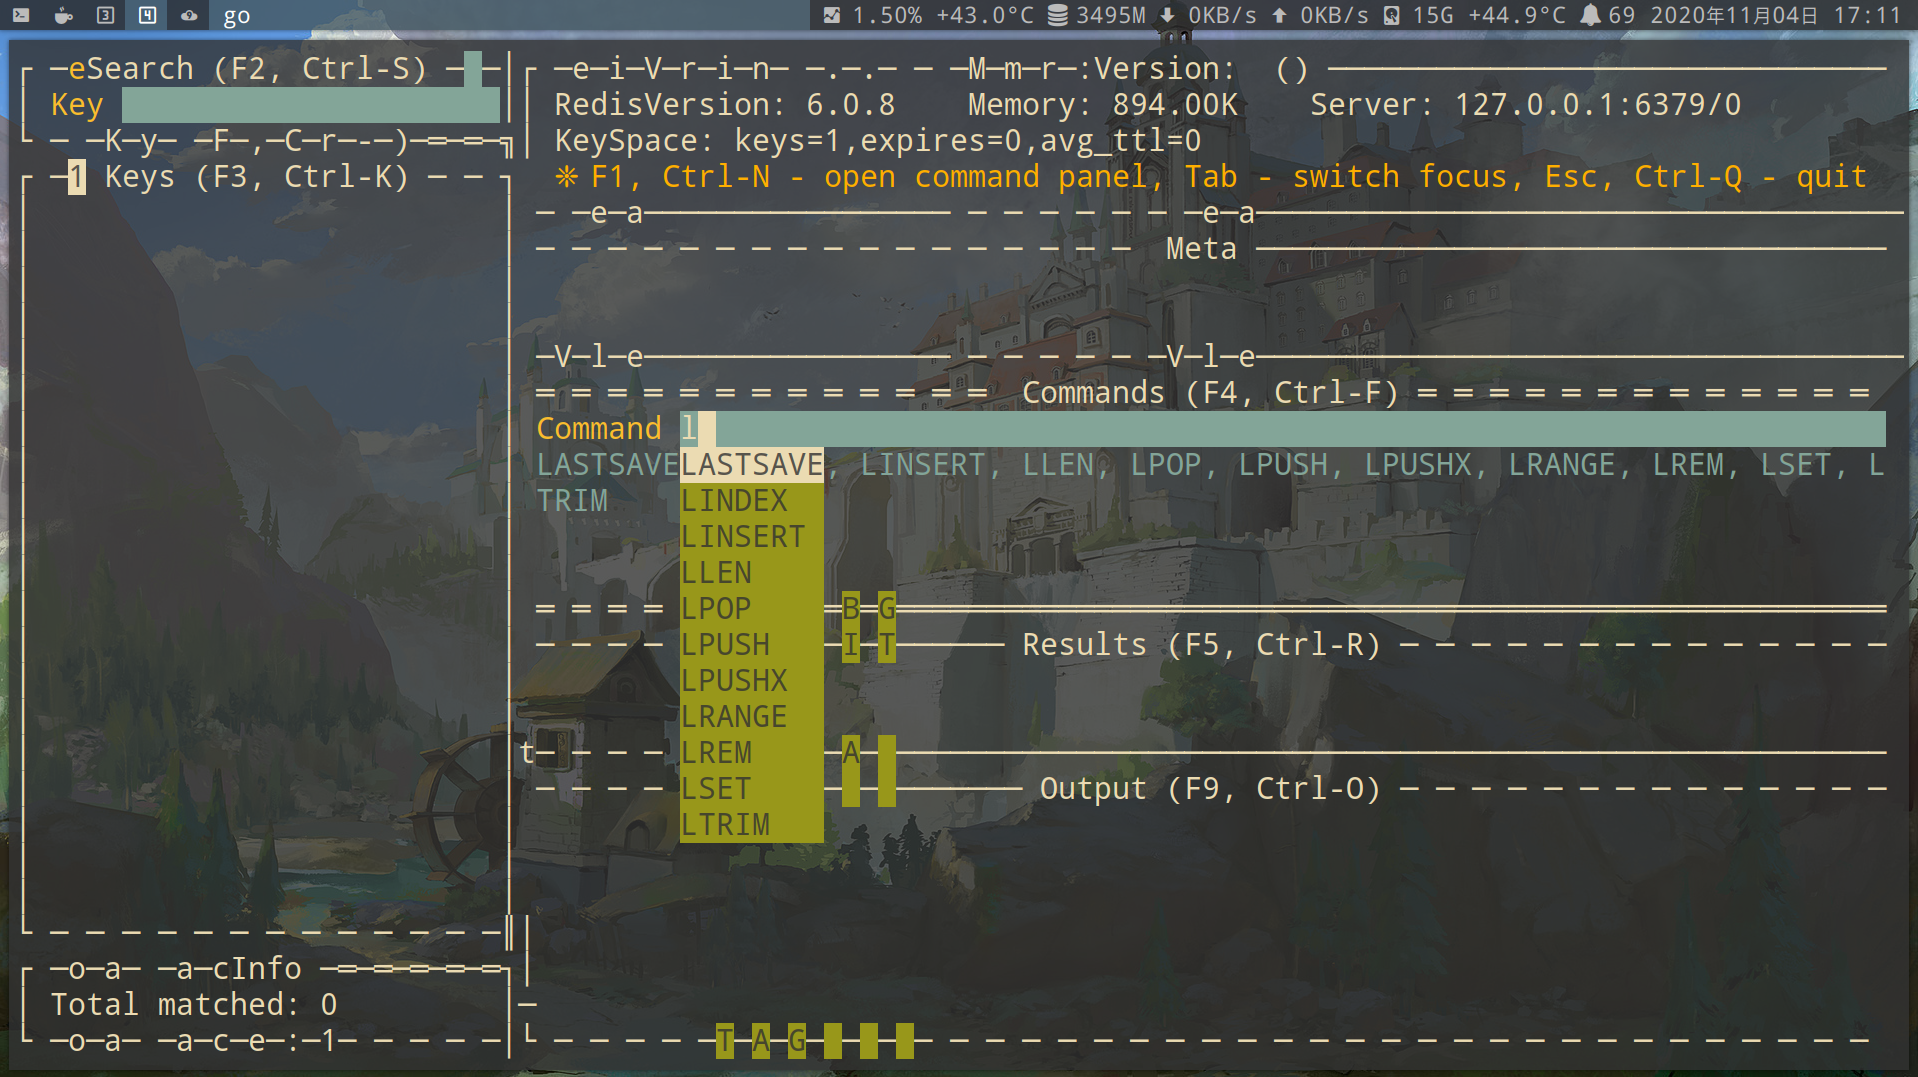 3 4 9 go 1.50% +43.0°C 3495M 0KB/s 0KB/s 15G +44.9°C 69 2020年11月04日 17:11
eSearch (F2, Ctrl-S)
Key
K-y- -F-,-C-r---)
1 Keys (F3, Ctrl-K)
e-i-V-r-i-n- -.-.- - -M-m-r-:Version: ()
RedisVersion: 6.0.8 Memory: 894.00K Server: 127.0.0.1:6379/0
KeySpace: keys=1,expires=0,avg_ttl=0
F1, Ctrl-N - open command panel, Tab - switch focus, Esc, Ctrl-Q - quit
e-a e-a
Meta
V-l-e V-l-e
Commands (F4, Ctrl-F)
Command l
LASTSAVELASTSAVE, LINSERT, LLEN, LPOP, LPUSH, LPUSHX, LRANGE, LREM, LSET, L
TRIM LINDEX
LINSERT
LLEN
LPOP B G
LPUSH I T Results (F5, Ctrl-R)
LPUSHX
LRANGE
t LREM A
LSET Output (F9, Ctrl-O)
LTRIM
o-a- -a-cInfo
Total matched: 0
o-a- -a-c-e-:-1
T A G